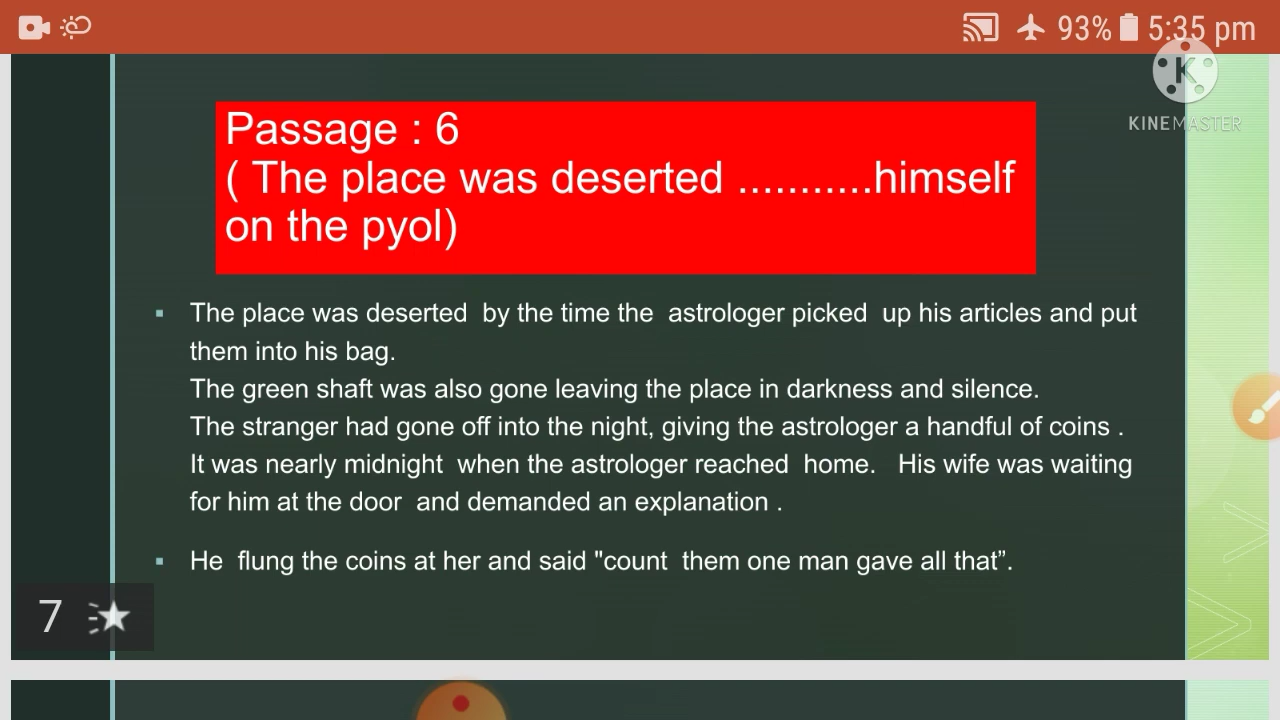 93% 5:35 pm
K
KINEMASTER
Passage : 6
( The place was deserted ...........himself
on the pyol)
▪ The place was deserted by the time the astrologer picked up his articles and put
them into his bag.
The green shaft was also gone leaving the place in darkness and silence.
The stranger had gone off into the night, giving the astrologer a handful of coins .
It was nearly midnight when the astrologer reached home. His wife was waiting
for him at the door and demanded an explanation .
▪ He flung the coins at her and said "count them one man gave all that”.
7